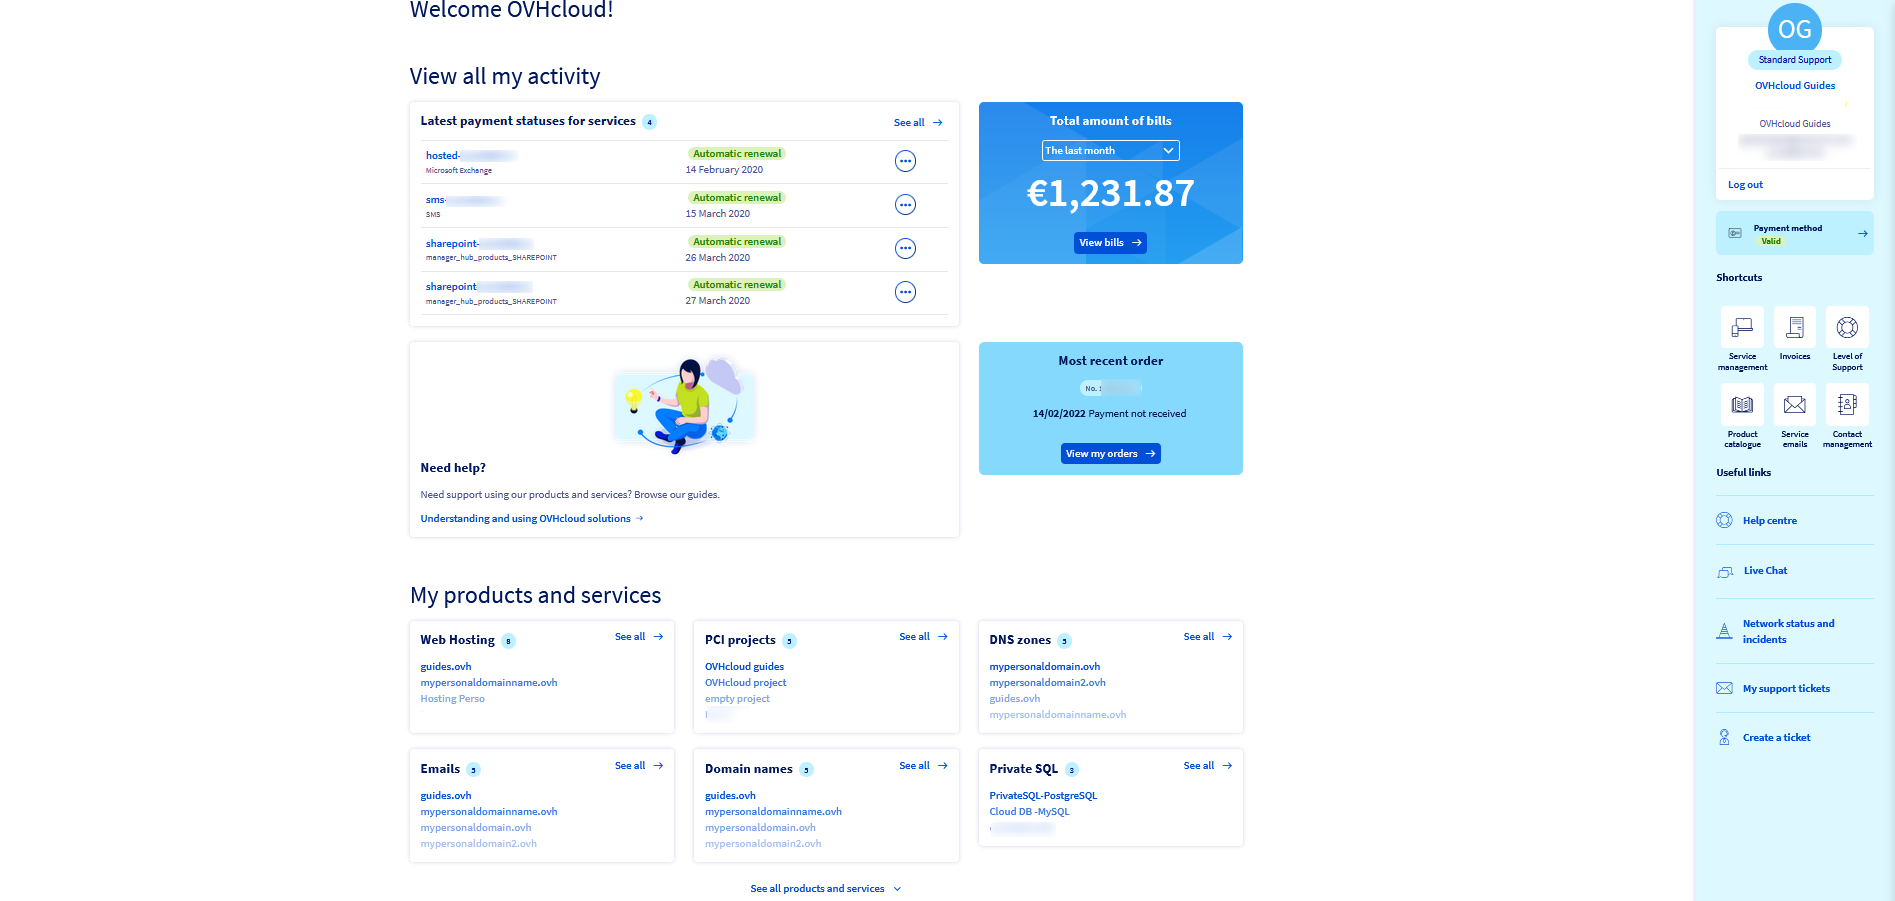 Welcome OVHcloud!
View all my activity
Latest payment statuses for services 4
See all
hosted-
Microsoft Exchange
Automatic renewal
14 February 2020
sms-
SMS
Automatic renewal
15 March 2020
sharepoint-
manager_hub_products_SHAREPOINT
Automatic renewal
26 March 2020
sharepoint
manager_hub_products_SHAREPOINT
Automatic renewal
27 March 2020
Total amount of bills
The last month
€1,231.87
View bills
Need help?
Need support using our products and services? Browse our guides.
Understanding and using OVHcloud solutions
Most recent order
No.
14/02/2022 Payment not received
View my orders
My products and services
Web Hosting 8
See all
guides.ovh
mypersonaldomainname.ovh
Hosting Perso
PCI projects 5
See all
OVHcloud guides
OVHcloud project
empty project
DNS zones 5
See all
mypersonaldomain.ovh
mypersonaldomain2.ovh
guides.ovh
mypersonaldomainname.ovh
Emails 5
See all
guides.ovh
mypersonaldomainname.ovh
mypersonaldomain.ovh
mypersonaldomain2.ovh
Domain names 5
See all
guides.ovh
mypersonaldomainname.ovh
mypersonaldomain.ovh
mypersonaldomain2.ovh
Private SQL 3
See all
PrivateSQL-PostgreSQL
Cloud DB -MySQL
See all products and services
OG
Standard Support
OVHcloud Guides
OVHcloud Guides
Log out
Payment method
Valid
Shortcuts
Service
management
Invoices
Level of
Support
Product
catalogue
Service
emails
Contact
management
Useful links
Help centre
Live Chat
Network status and
incidents
My support tickets
Create a ticket